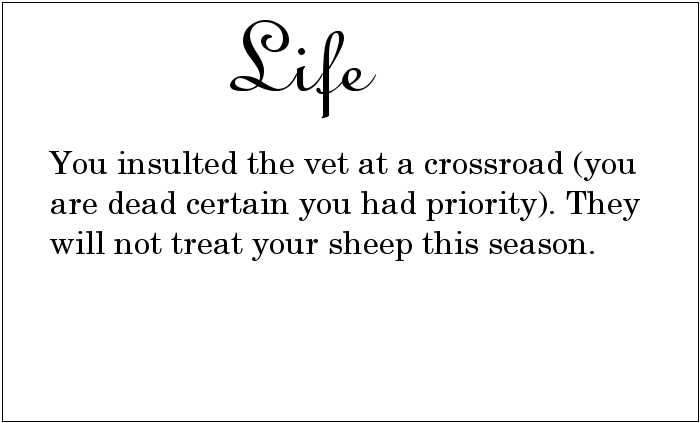 Life
You insulted the vet at a crossroad (you
are dead certain you had priority). They
will not treat your sheep this season.